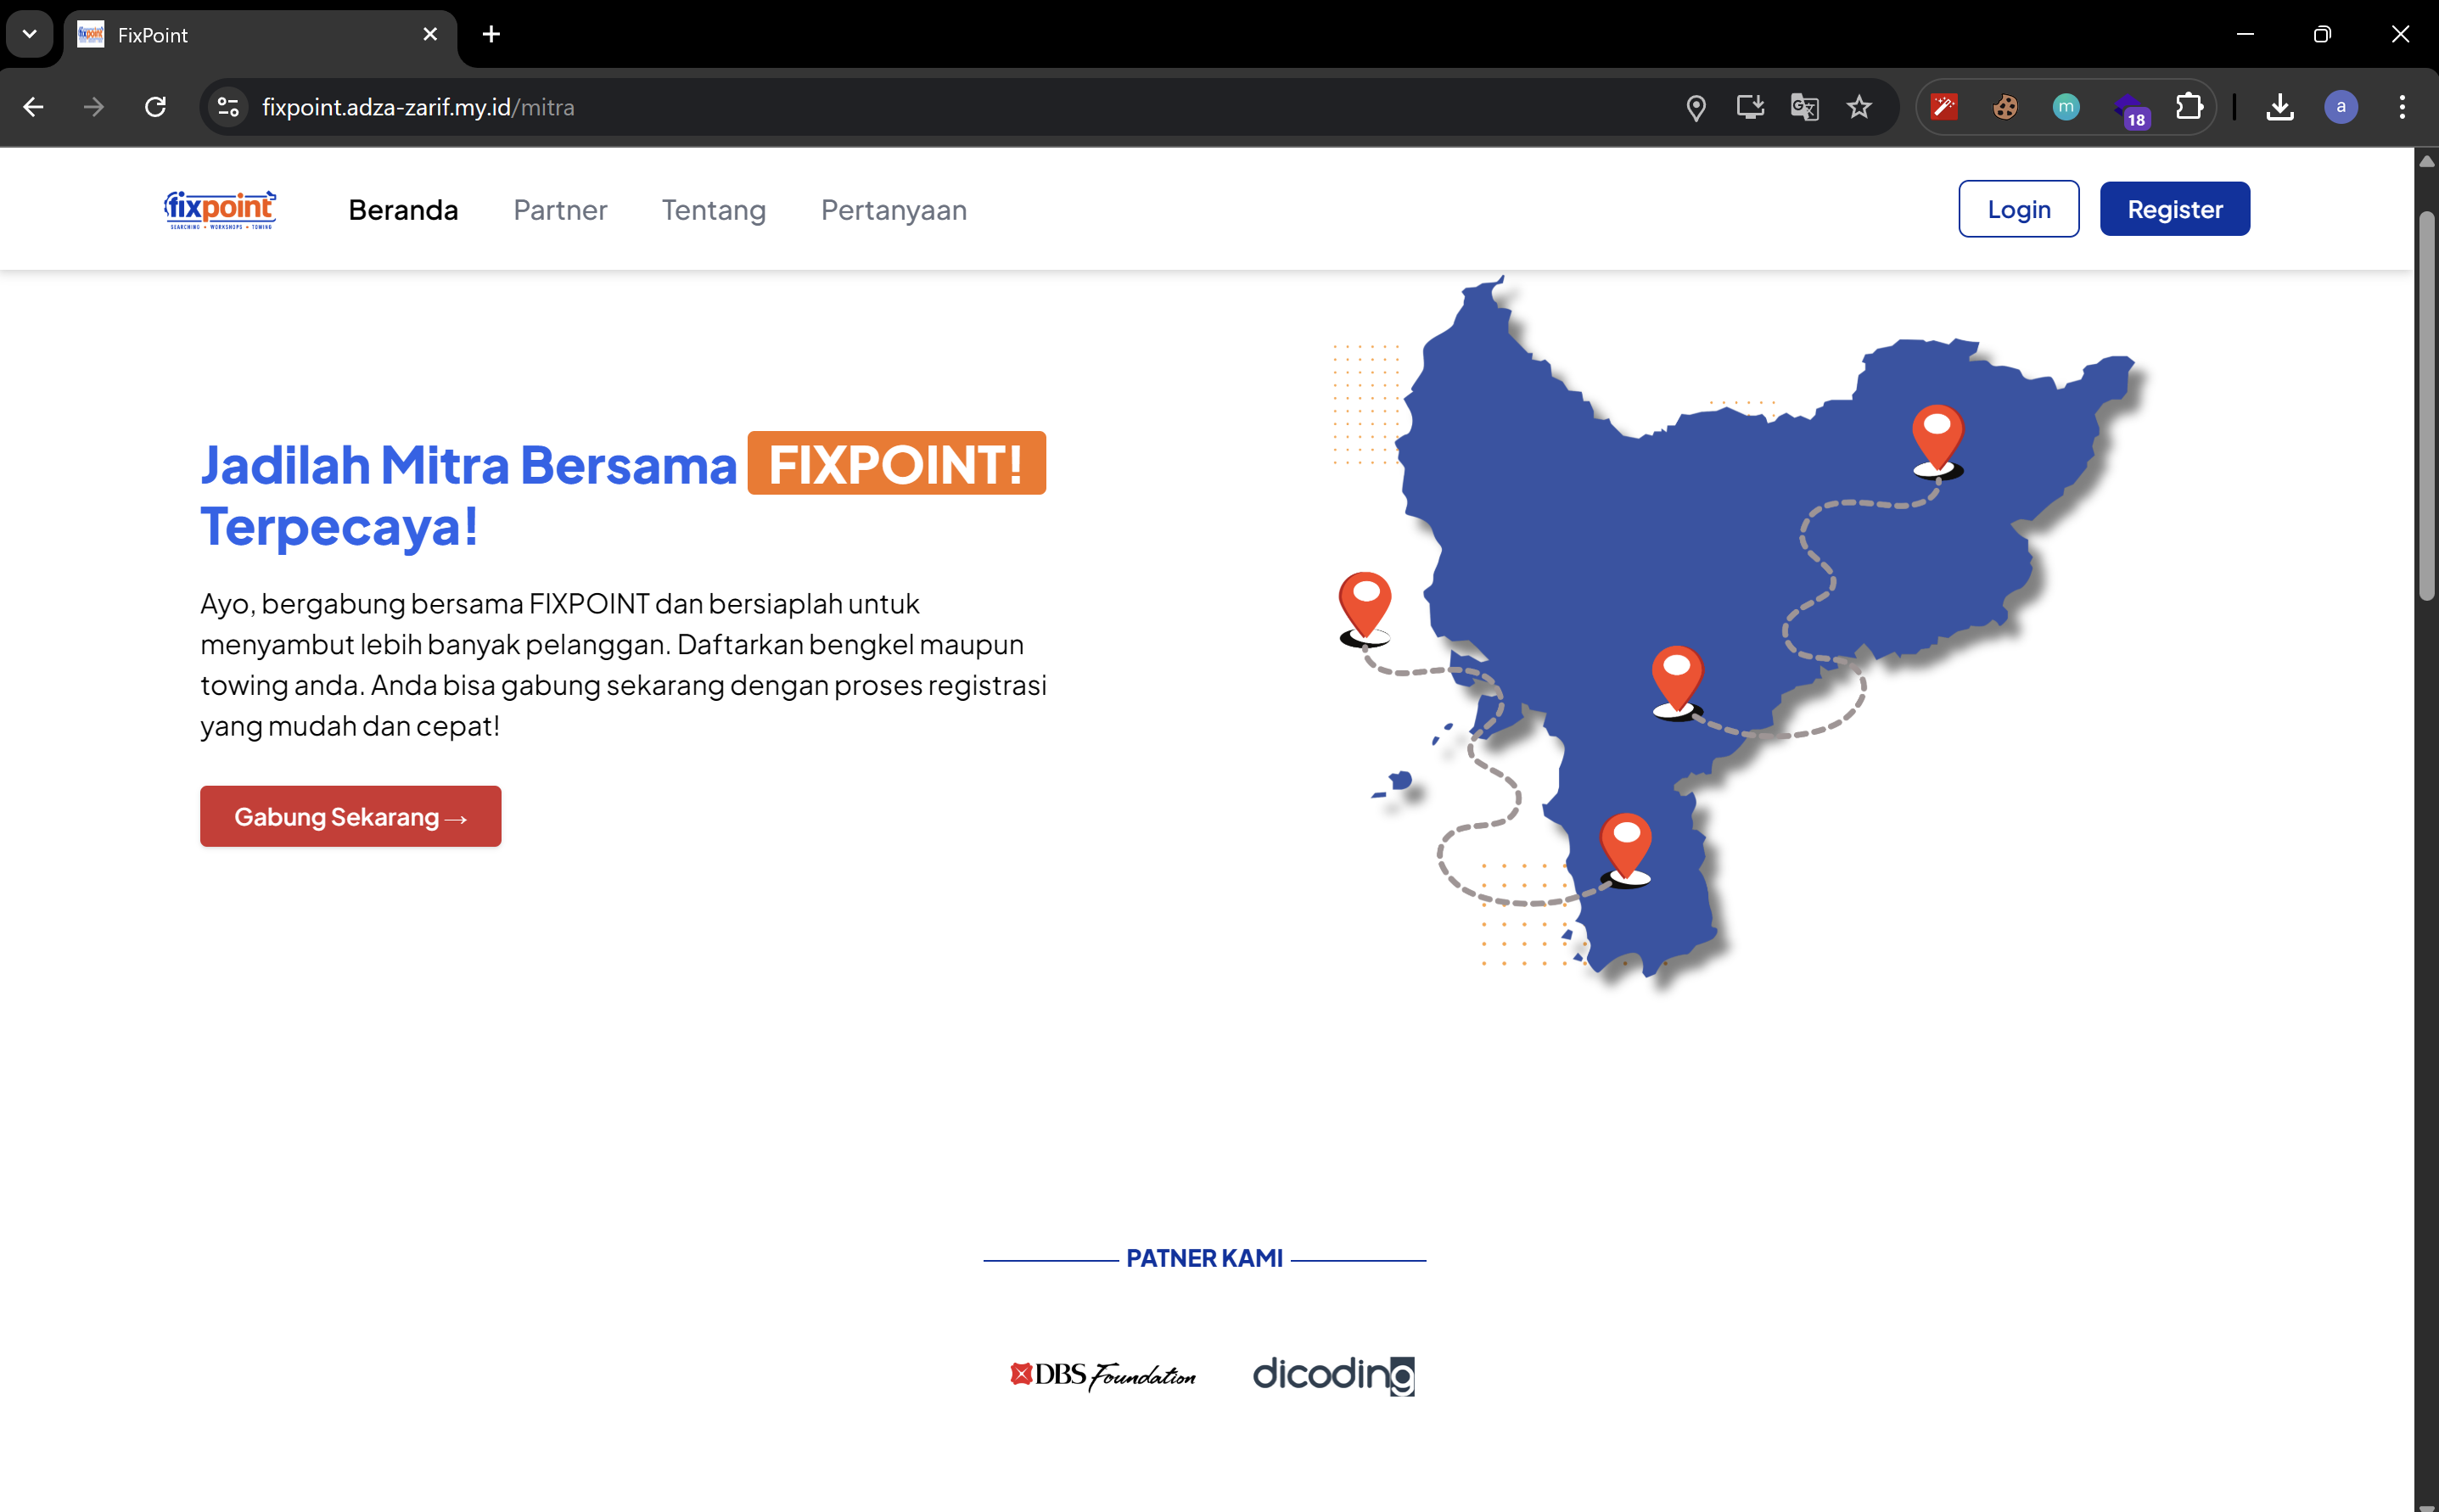 FixPoint
fixpoint.adza-zarif.my.id/mitra
m
18
a
fixpoint
SEARCHING • WORKSHOPS • TOWING
Beranda
Partner
Tentang
Pertanyaan
Login
Register
Jadilah Mitra Bersama FIXPOINT!
Terpecaya!
Ayo, bergabung bersama FIXPOINT dan bersiaplah untuk
menyambut lebih banyak pelanggan. Daftarkan bengkel maupun
towing anda. Anda bisa gabung sekarang dengan proses registrasi
yang mudah dan cepat!
Gabung Sekarang →
PATNER KAMI
DBS Foundation
dicoding